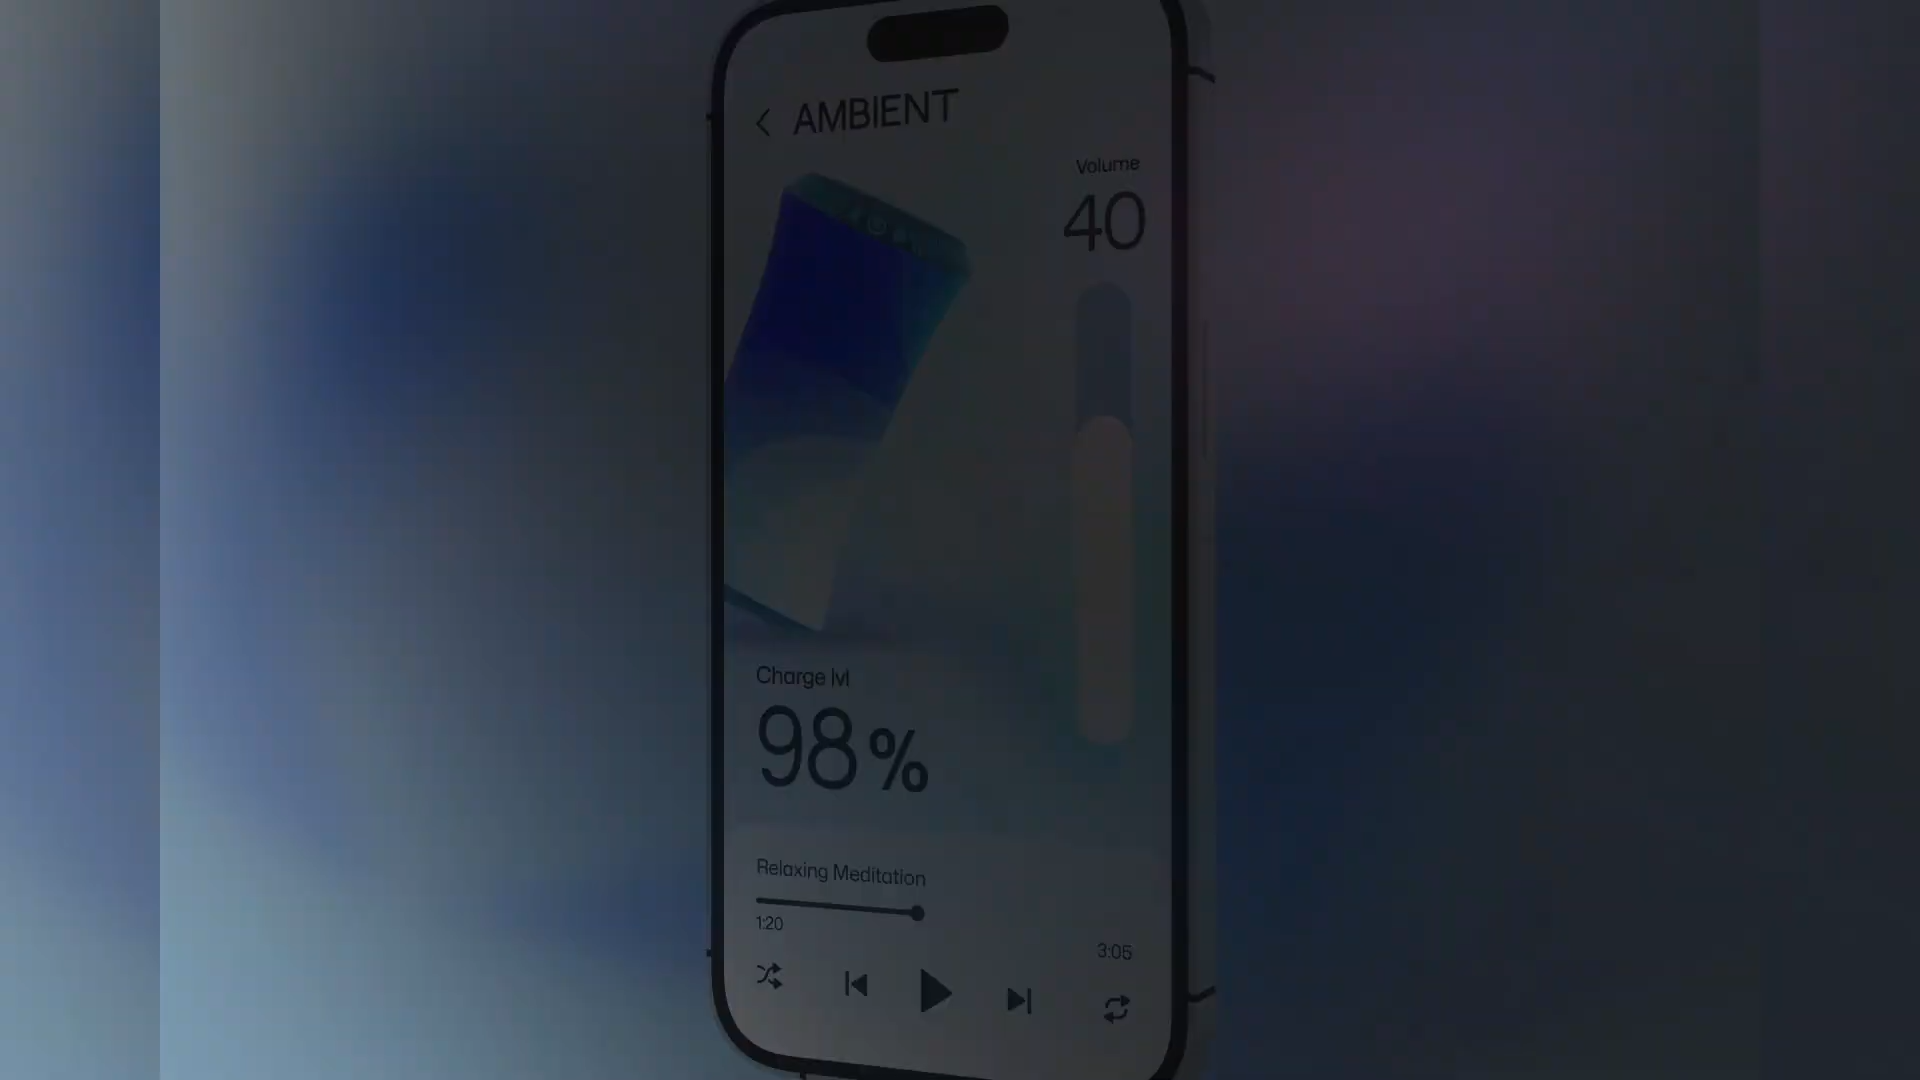 AMBIENT
Volume
40
Charge lvl
98%
Relaxing Meditation
1:20
3:05